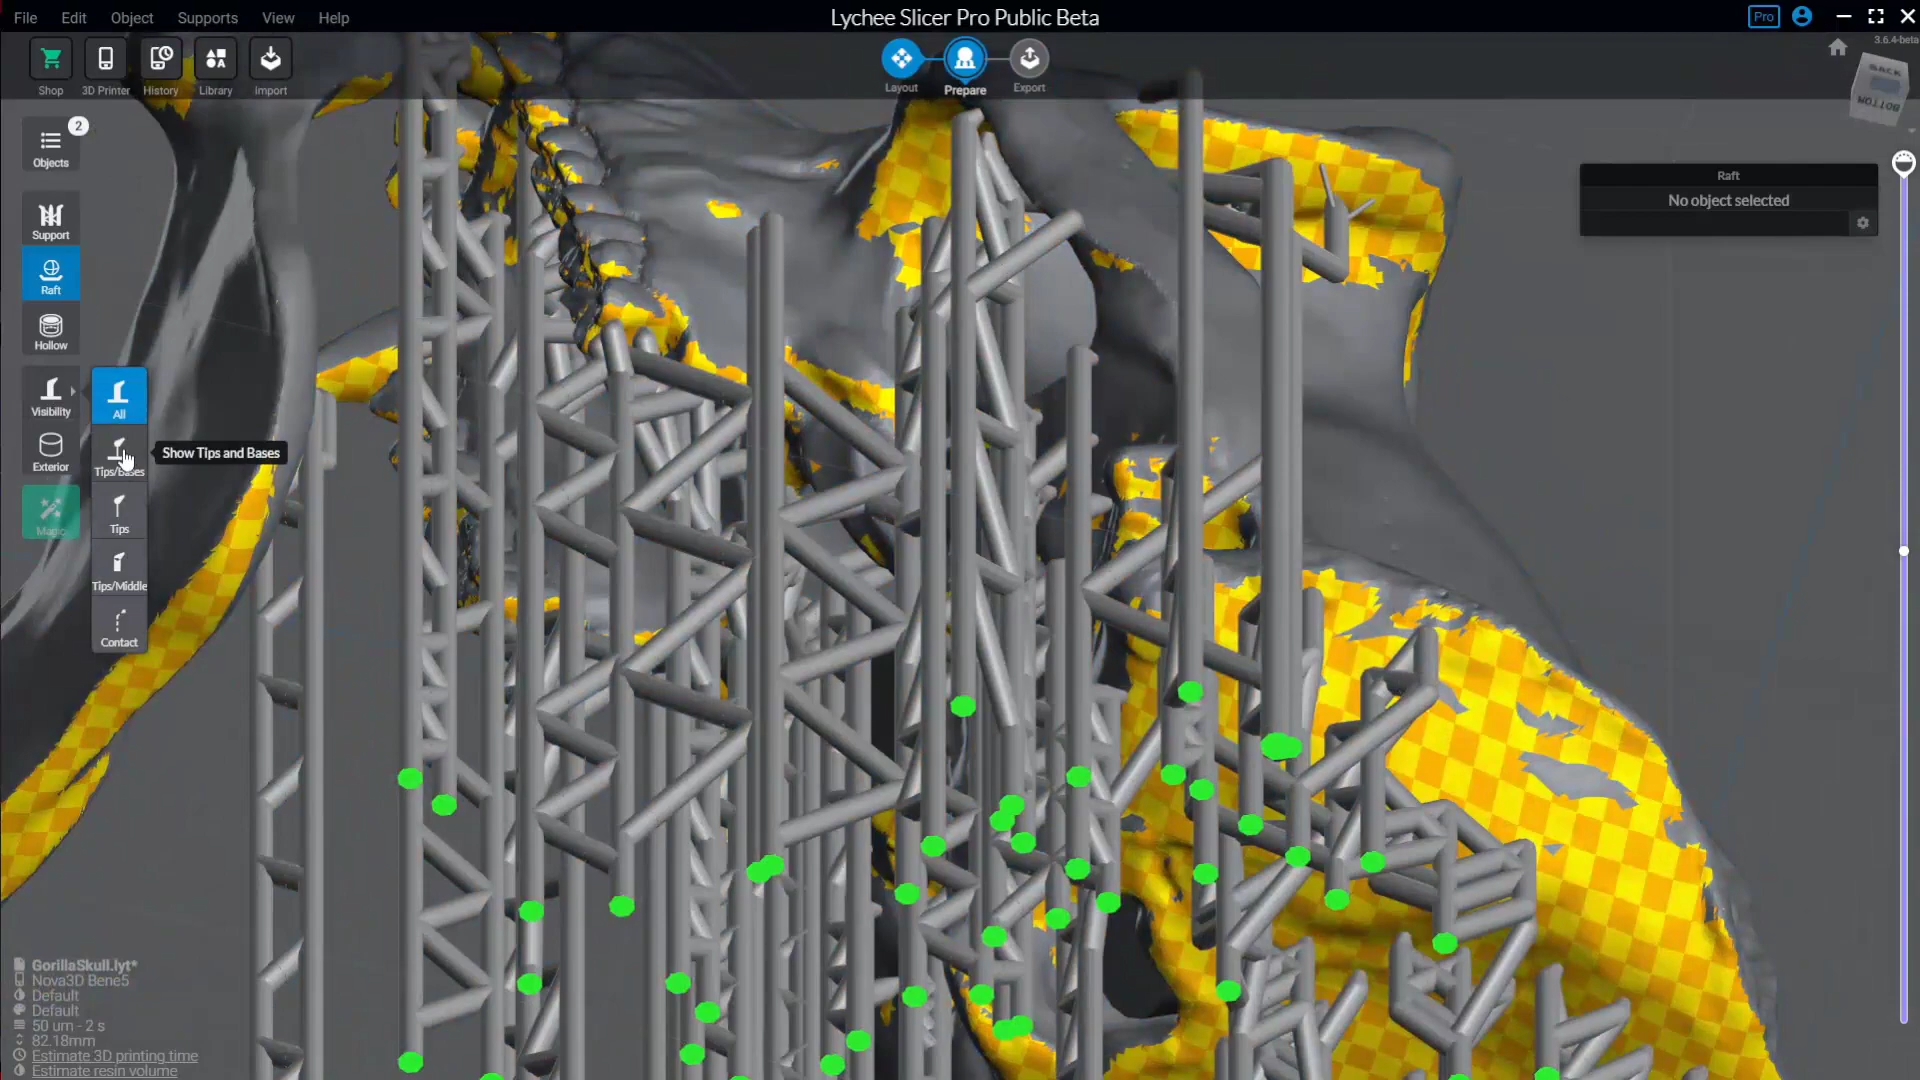 File Edit Object Supports View Help
Lychee Slicer Pro Public Beta
Pro
3.6.4-beta
Shop
3D Printer
History
Library
Import
Layout
Prepare
Export
BACK
BOTTOM
2
Objects
Support
Raft
Hollow
Visibility
Exterior
Magic
All
Tips/Bases
Tips
Tips/Middle
Contact
Show Tips and Bases
Raft
No object selected
GorillaSkull.lyt*
Nova3D Bene5
Default
Default
50 um - 2 s
82.18mm
Estimate 3D printing time
Estimate resin volume